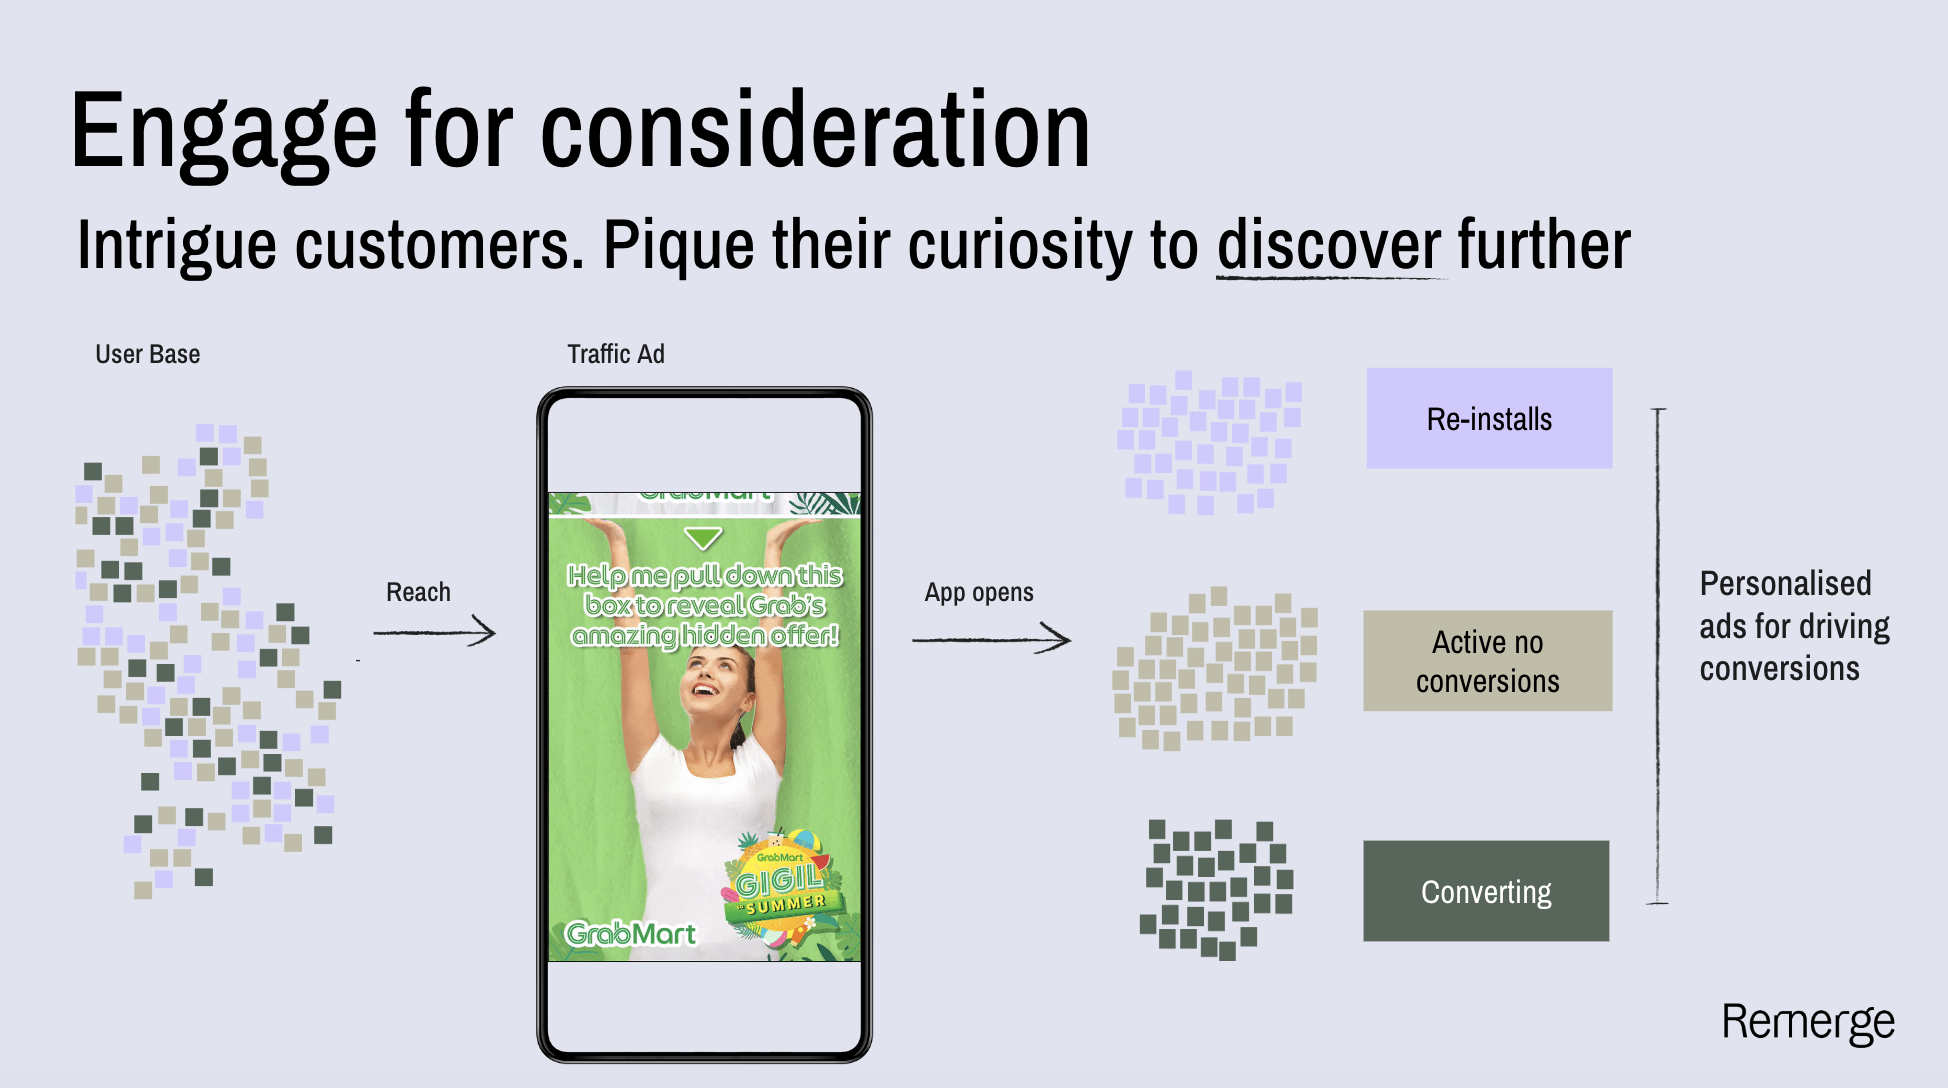 Engage for consideration
Intrigue customers. Pique their curiosity to discover further
User Base
Traffic Ad
Reach
GrabMart
Help me pull down this
box to reveal Grab's
amazing hidden offer!
GrabMart
GIGIL
SUMMER
GrabMart
App opens
Re-installs
Active no
conversions
Converting
Personalised
ads for driving
conversions
Remerge